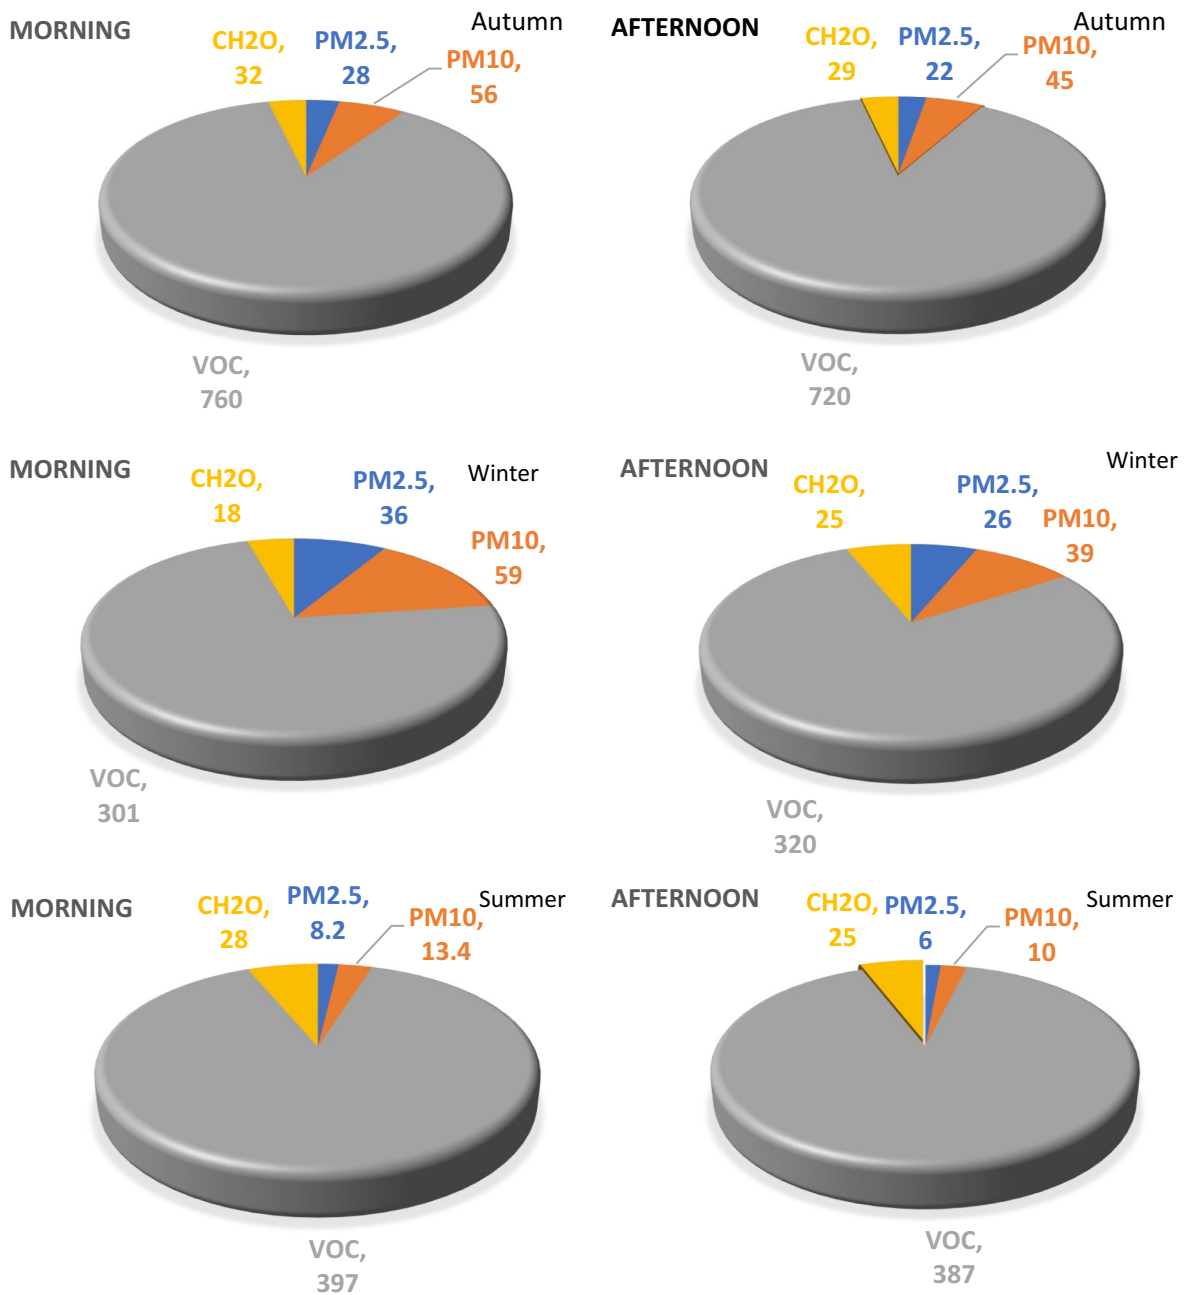 MORNING
CH2O,
32
PM2.5,
28
Autumn
PM10,
56
VOC,
760
AFTERNOON
CH2O,
29
PM2.5,
22
Autumn
PM10,
45
VOC,
720
MORNING
CH2O,
18
PM2.5,
36
Winter
PM10,
59
VOC,
301
AFTERNOON
CH2O,
25
PM2.5,
26
Winter
PM10,
39
VOC,
320
MORNING
CH2O,
28
PM2.5,
8.2
Summer
PM10,
13.4
VOC,
397
AFTERNOON
CH2O,
25
PM2.5,
6
Summer
PM10,
10
VOC,
387